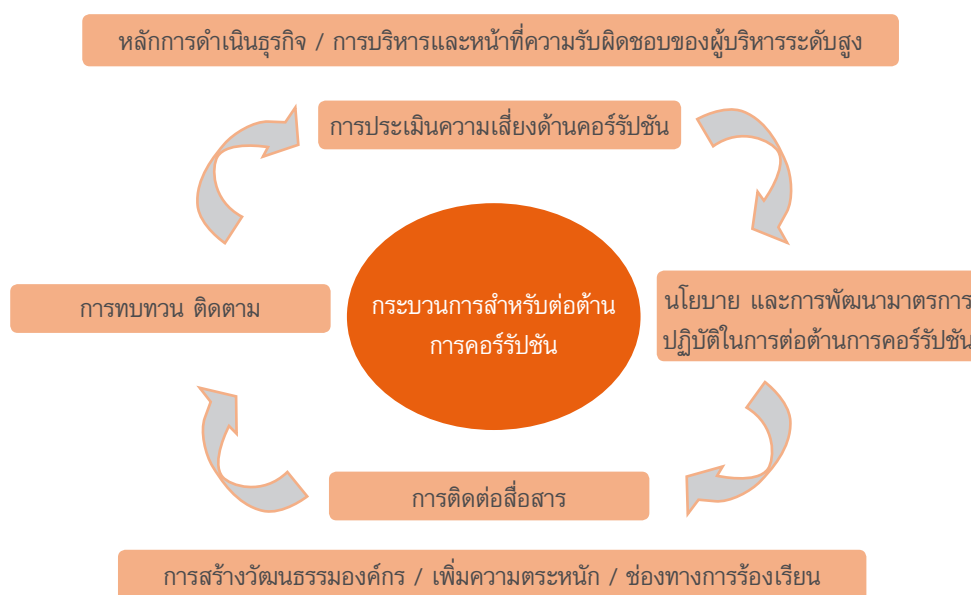 หลักการดำเนินธุรกิจ / การบริหารและหน้าที่ความรับผิดชอบของผู้บริหารระดับสูง
การประเมินความเสี่ยงด้านคอร์รัปชัน
การทบทวน ติดตาม
กระบวนการสำหรับต่อต้าน
การคอร์รัปชัน
นโยบาย และการพัฒนามาตรการ
ปฏิบัติในการต่อต้านการคอร์รัปชัน
การติดต่อสื่อสาร
การสร้างวัฒนธรรมองค์กร / เพิ่มความตระหนัก / ช่องทางการร้องเรียน